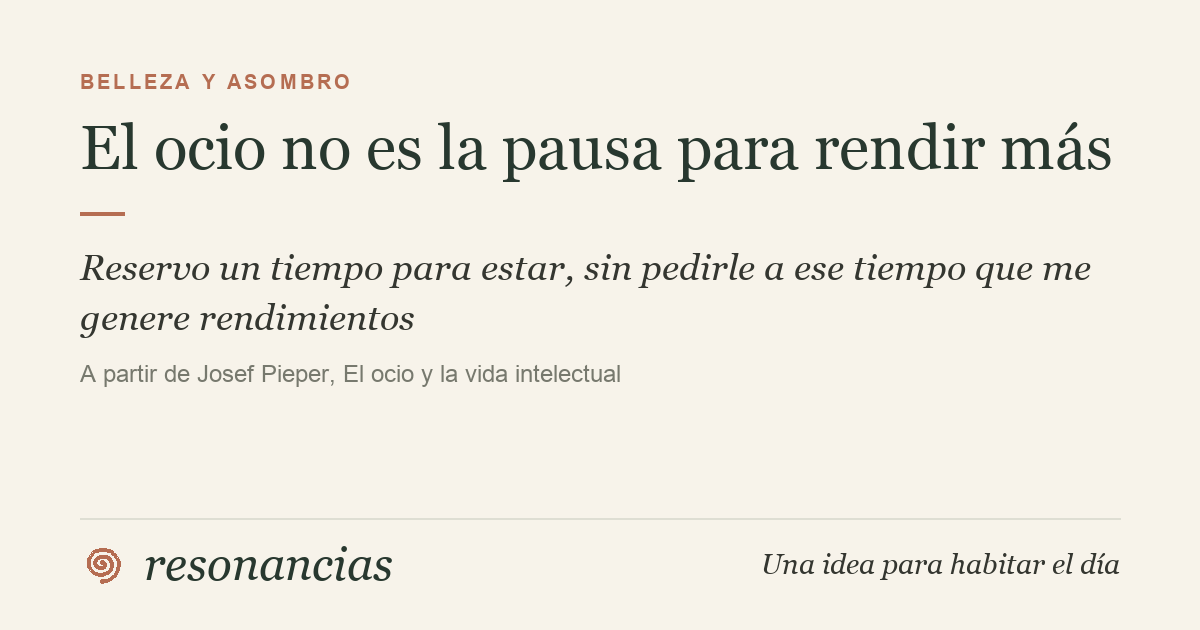 BELLEZA Y ASOMBRO
El ocio no es la pausa para rendir más
Reservo un tiempo para estar, sin pedirle a ese tiempo que me
genere rendimientos
A partir de Josef Pieper, El ocio y la vida intelectual
resonancias
Una idea para habitar el día